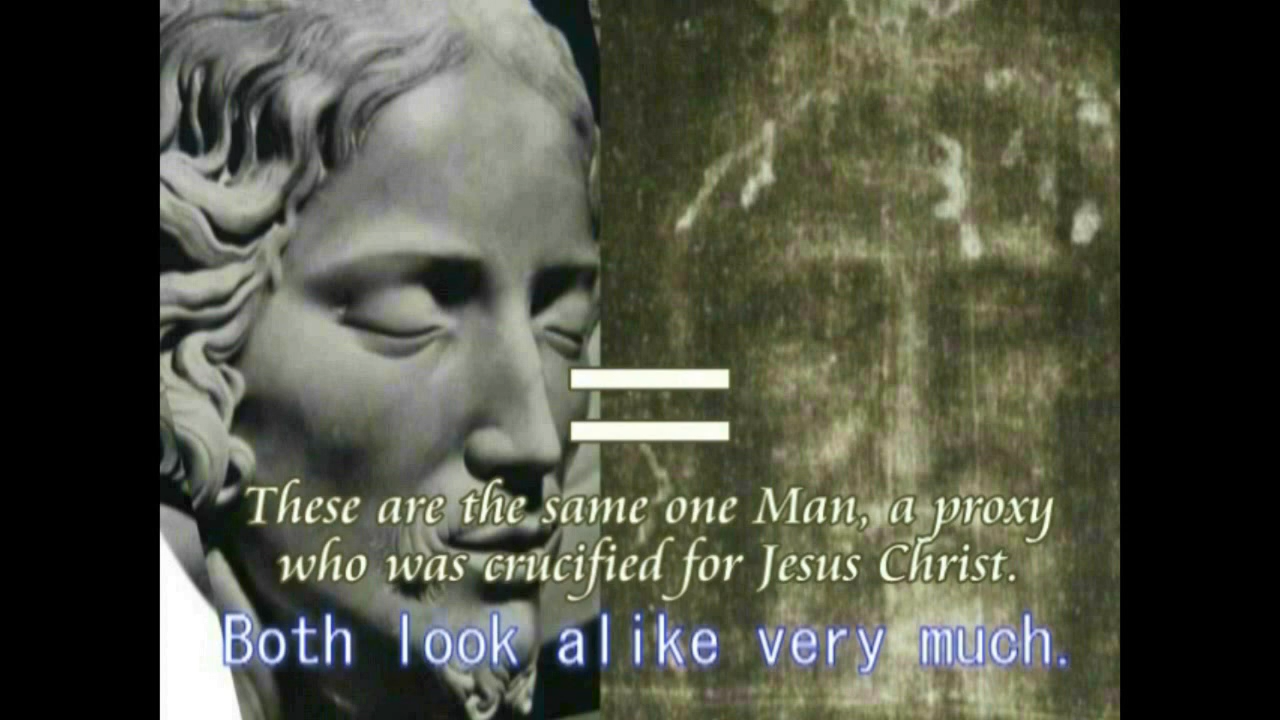 These are the same one Man, a proxy
who was crucified for Jesus Christ.
Both look alike very much.